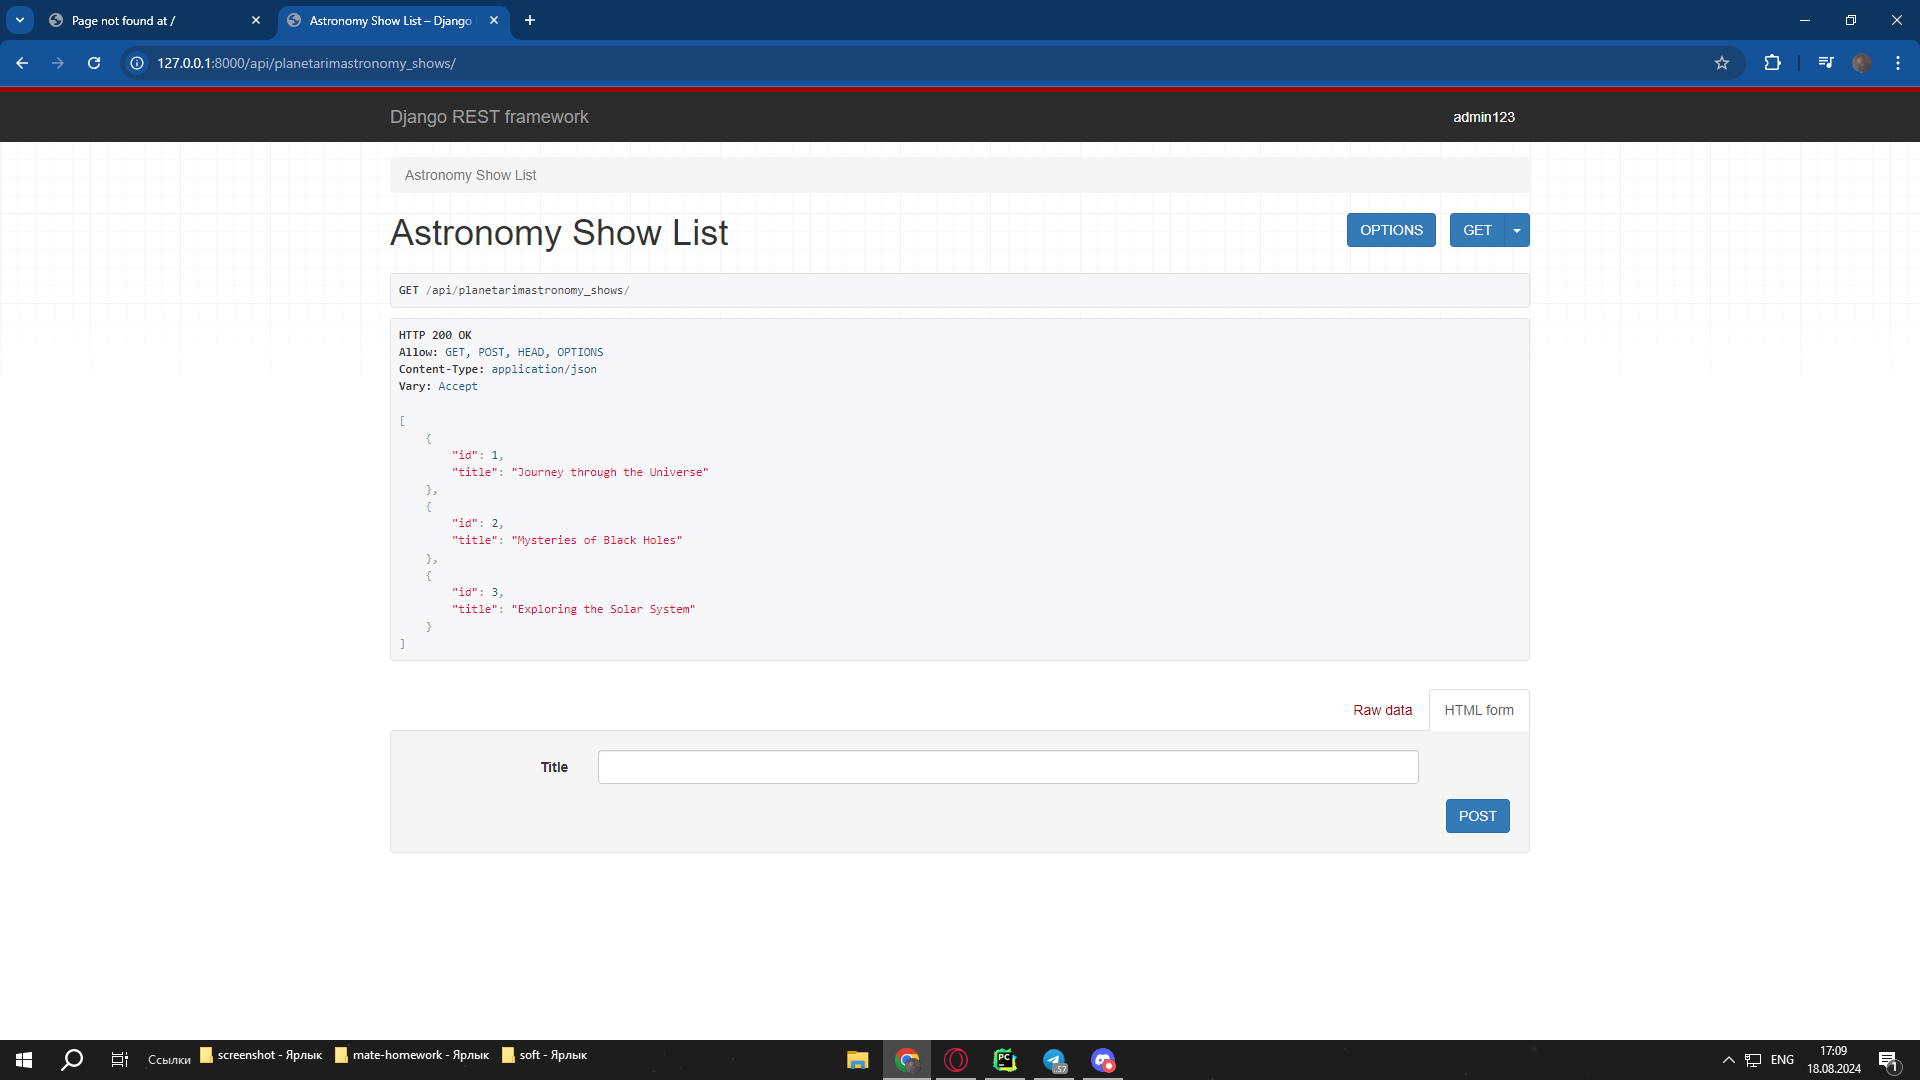 Page not found at /
Astronomy Show List – Django
127.0.0.1:8000/api/planetarimastronomy_shows/
Django REST framework
admin123
Astronomy Show List
Astronomy Show List
OPTIONS
GET
GET /api/planetarimastronomy_shows/
HTTP 200 OK
Allow: GET, POST, HEAD, OPTIONS
Content-Type: application/json
Vary: Accept
[
{
"id": 1,
"title": "Journey through the Universe"
},
{
"id": 2,
"title": "Mysteries of Black Holes"
},
{
"id": 3,
"title": "Exploring the Solar System"
}
]
Raw data
HTML form
Title
POST
Ссылки
screenshot - Ярлык
mate-homework - Ярлык
soft - Ярлык
PC
57
ENG
17:09
18.08.2024
1